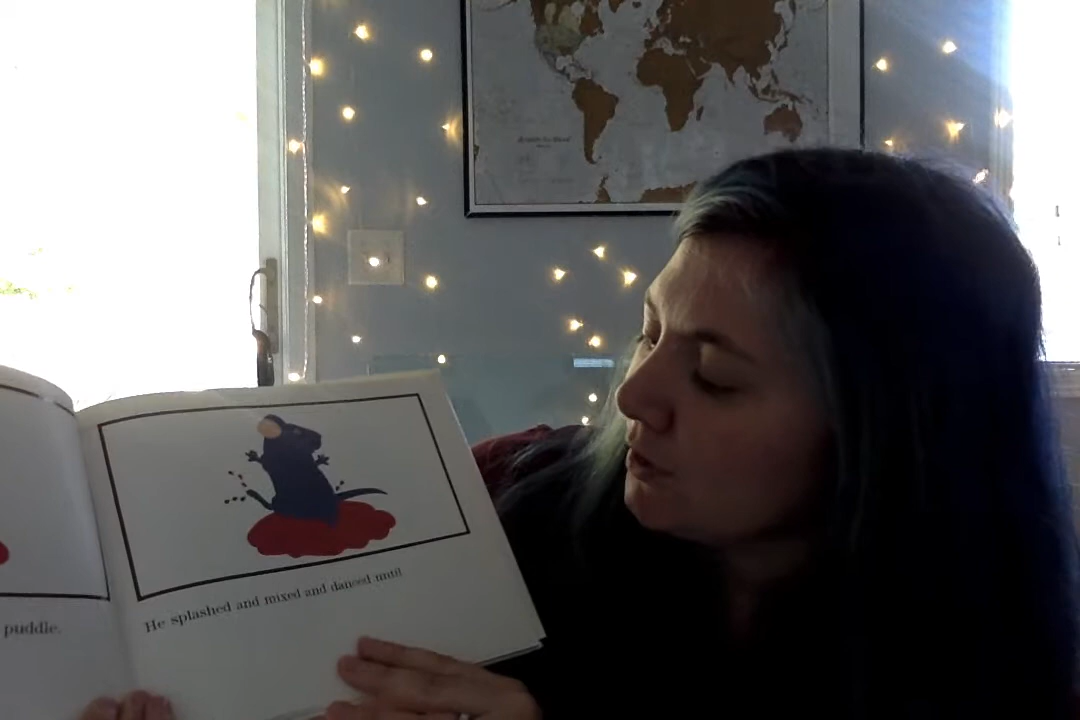 puddle.
He splashed and mixed and danced until